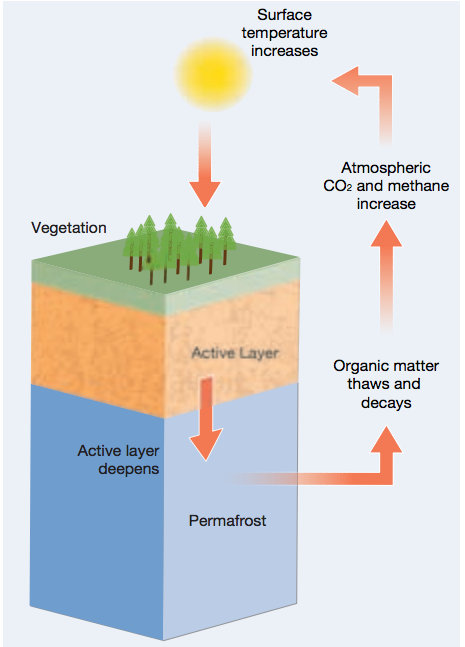 Surface
temperature
increases
Atmospheric
CO₂ and methane
increase
Vegetation
Active Layer
Organic matter
thaws and
decays
Active layer
deepens
Permafrost